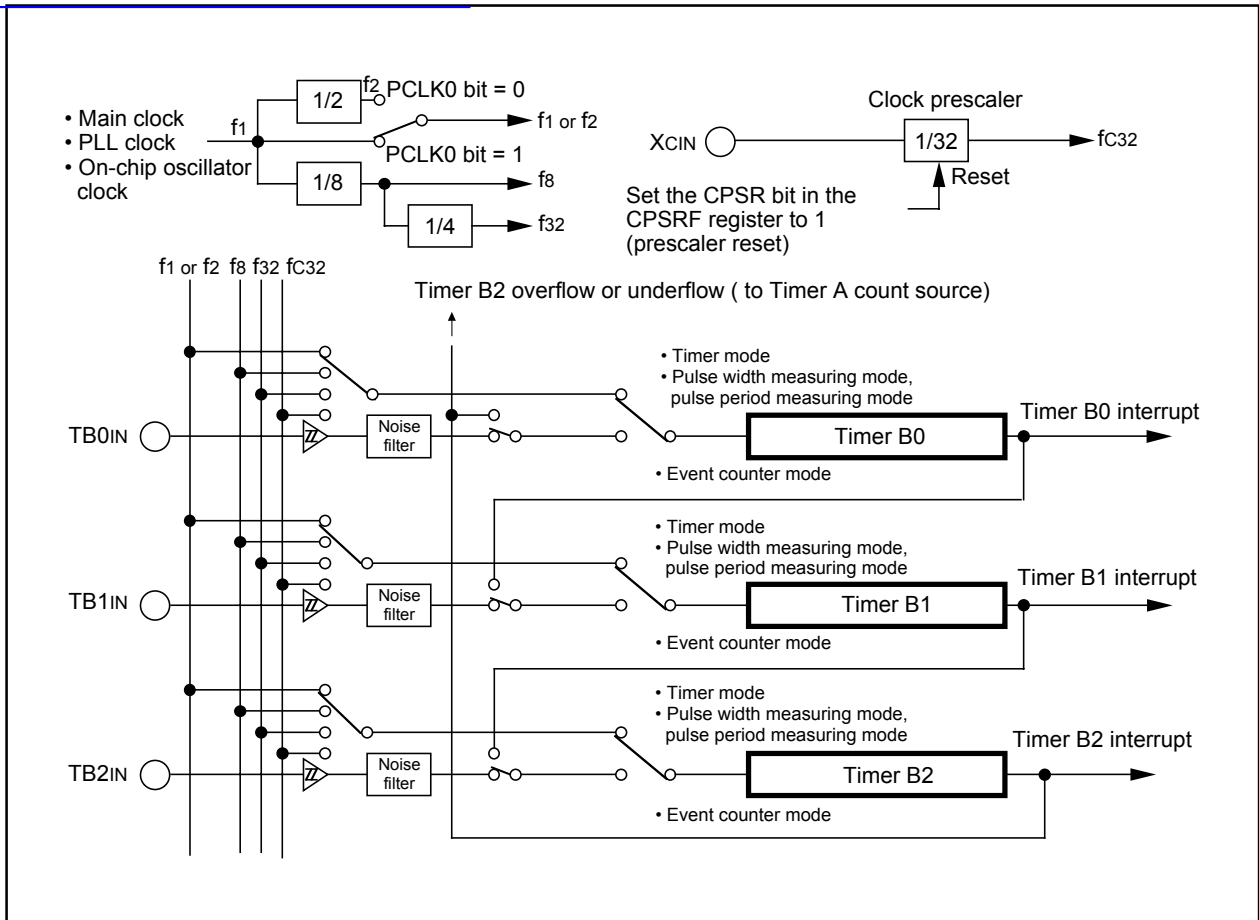 • Main clock
• PLL clock
• On-chip oscillator
clock
f1
1/2
f2
PCLK0 bit = 0
f1 or f2
PCLK0 bit = 1
1/8
f8
1/4
f32
Clock prescaler
XCIN
1/32
fC32
Reset
Set the CPSR bit in the
CPSRF register to 1
(prescaler reset)
f1 or f2 f8 f32 fC32
Timer B2 overflow or underflow ( to Timer A count source)
• Timer mode
• Pulse width measuring mode,
pulse period measuring mode
TB0IN
Noise
filter
Timer B0
Timer B0 interrupt
• Event counter mode
• Timer mode
• Pulse width measuring mode,
pulse period measuring mode
TB1IN
Noise
filter
Timer B1
Timer B1 interrupt
• Event counter mode
• Timer mode
• Pulse width measuring mode,
pulse period measuring mode
TB2IN
Noise
filter
Timer B2
Timer B2 interrupt
• Event counter mode